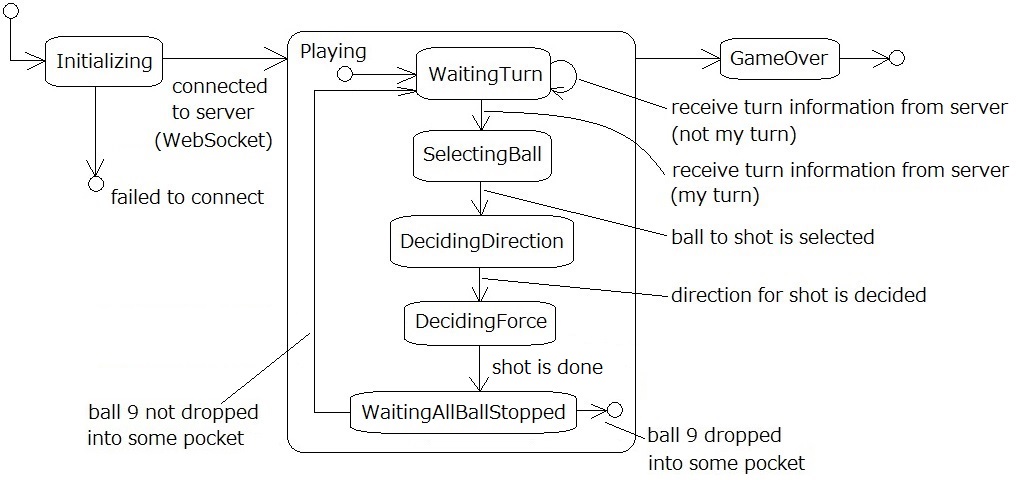 Playing
Initializing
WaitingTurn
GameOver
connected
to server
(WebSocket)
receive turn information from server
(not my turn)
SelectingBall
receive turn information from server
(my turn)
failed to connect
DecidingDirection
ball to shot is selected
direction for shot is decided
DecidingForce
shot is done
ball 9 not dropped
into some pocket
WaitingAllBallStopped
ball 9 dropped
into some pocket